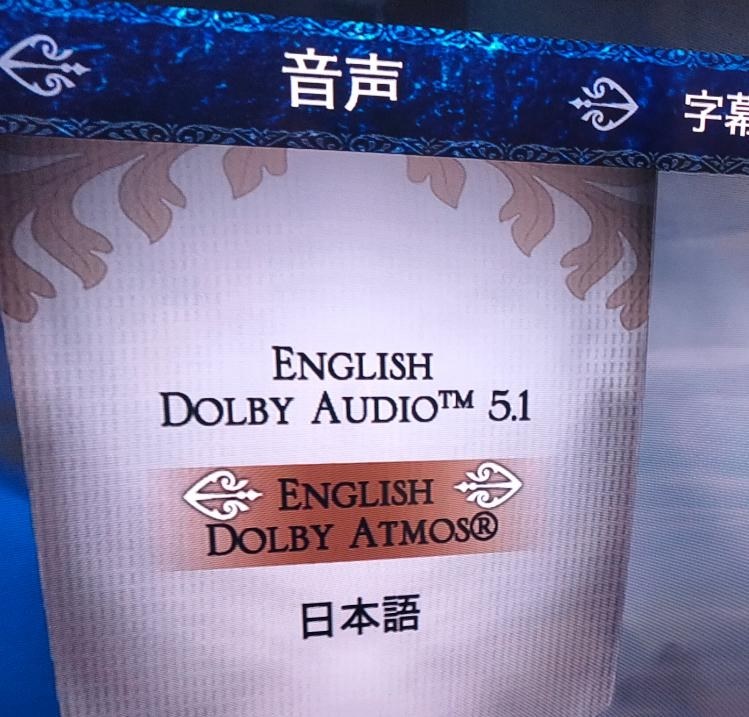 音声
字幕
ENGLISH
DOLBY AUDIO™ 5.1
ENGLISH
DOLBY ATMOS®
日本語